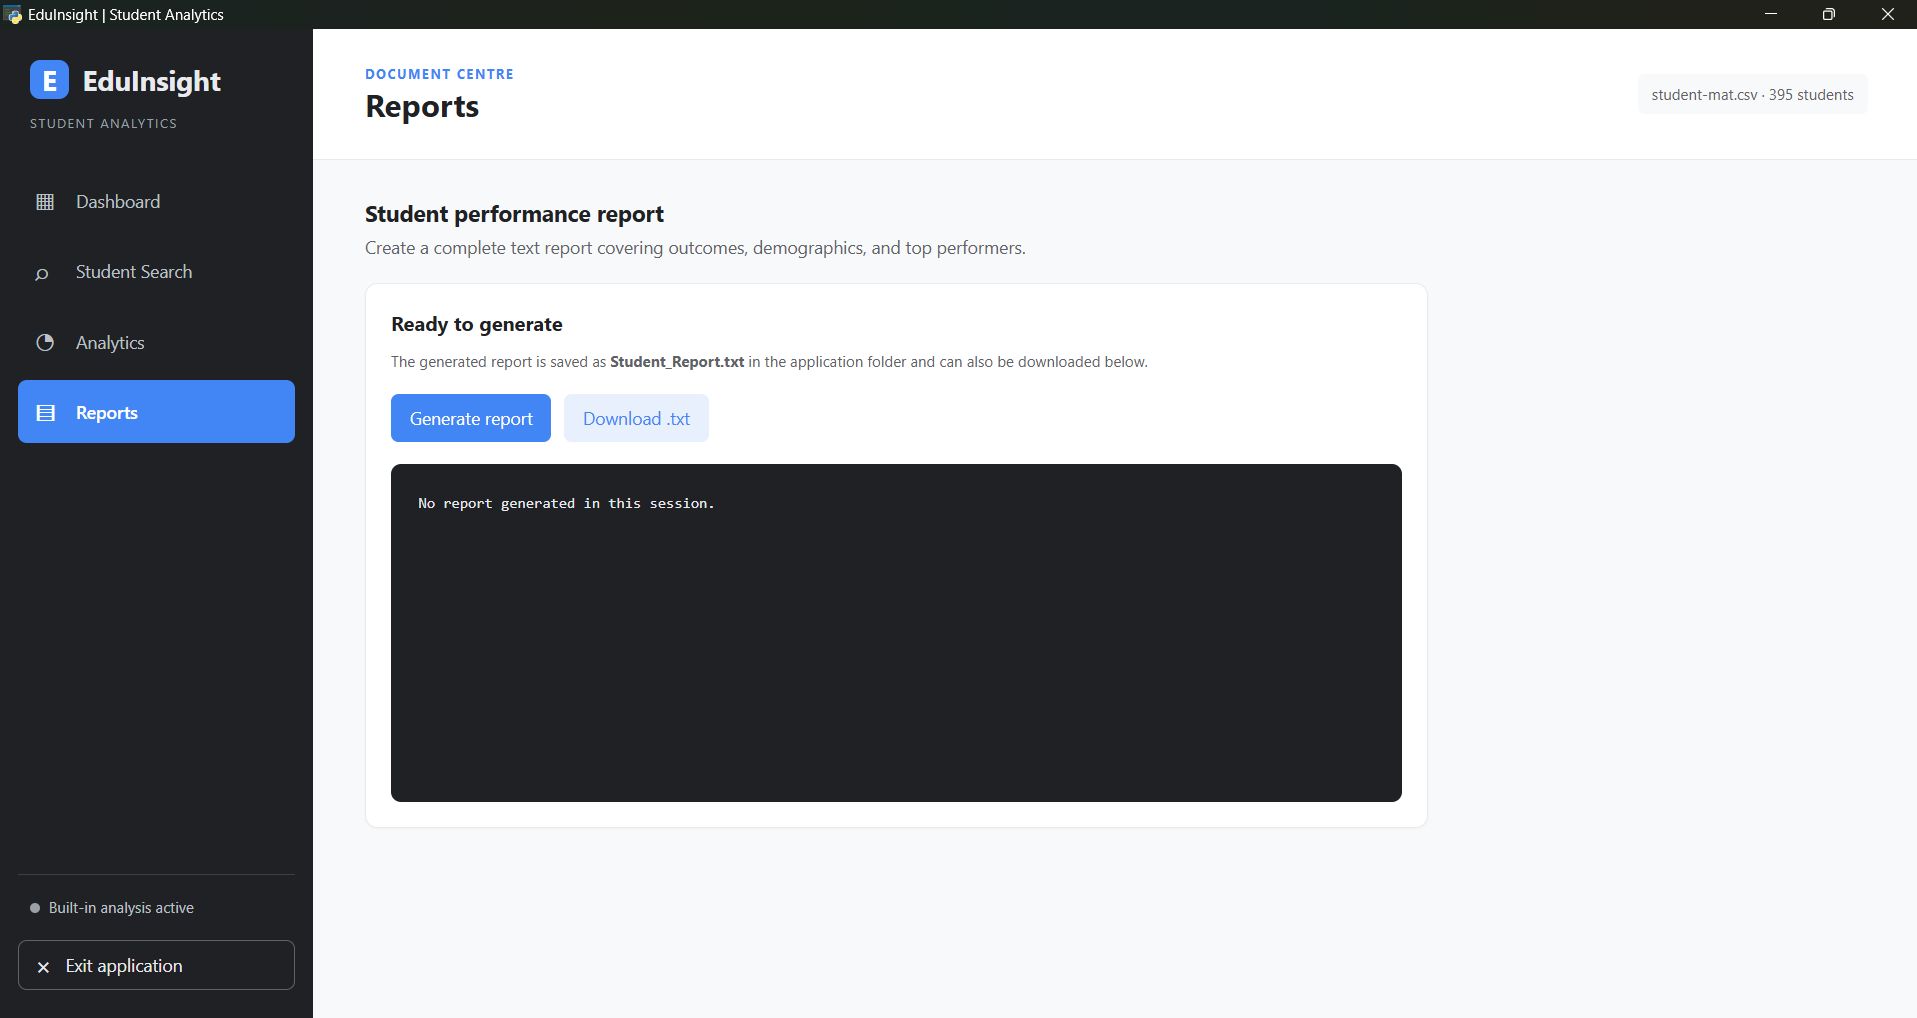 EduInsight | Student Analytics
E EduInsight
STUDENT ANALYTICS
Dashboard
Student Search
Analytics
Reports
Built-in analysis active
Exit application
DOCUMENT CENTRE
Reports
student-mat.csv · 395 students
Student performance report
Create a complete text report covering outcomes, demographics, and top performers.
Ready to generate
The generated report is saved as Student_Report.txt in the application folder and can also be downloaded below.
Generate report
Download .txt
No report generated in this session.